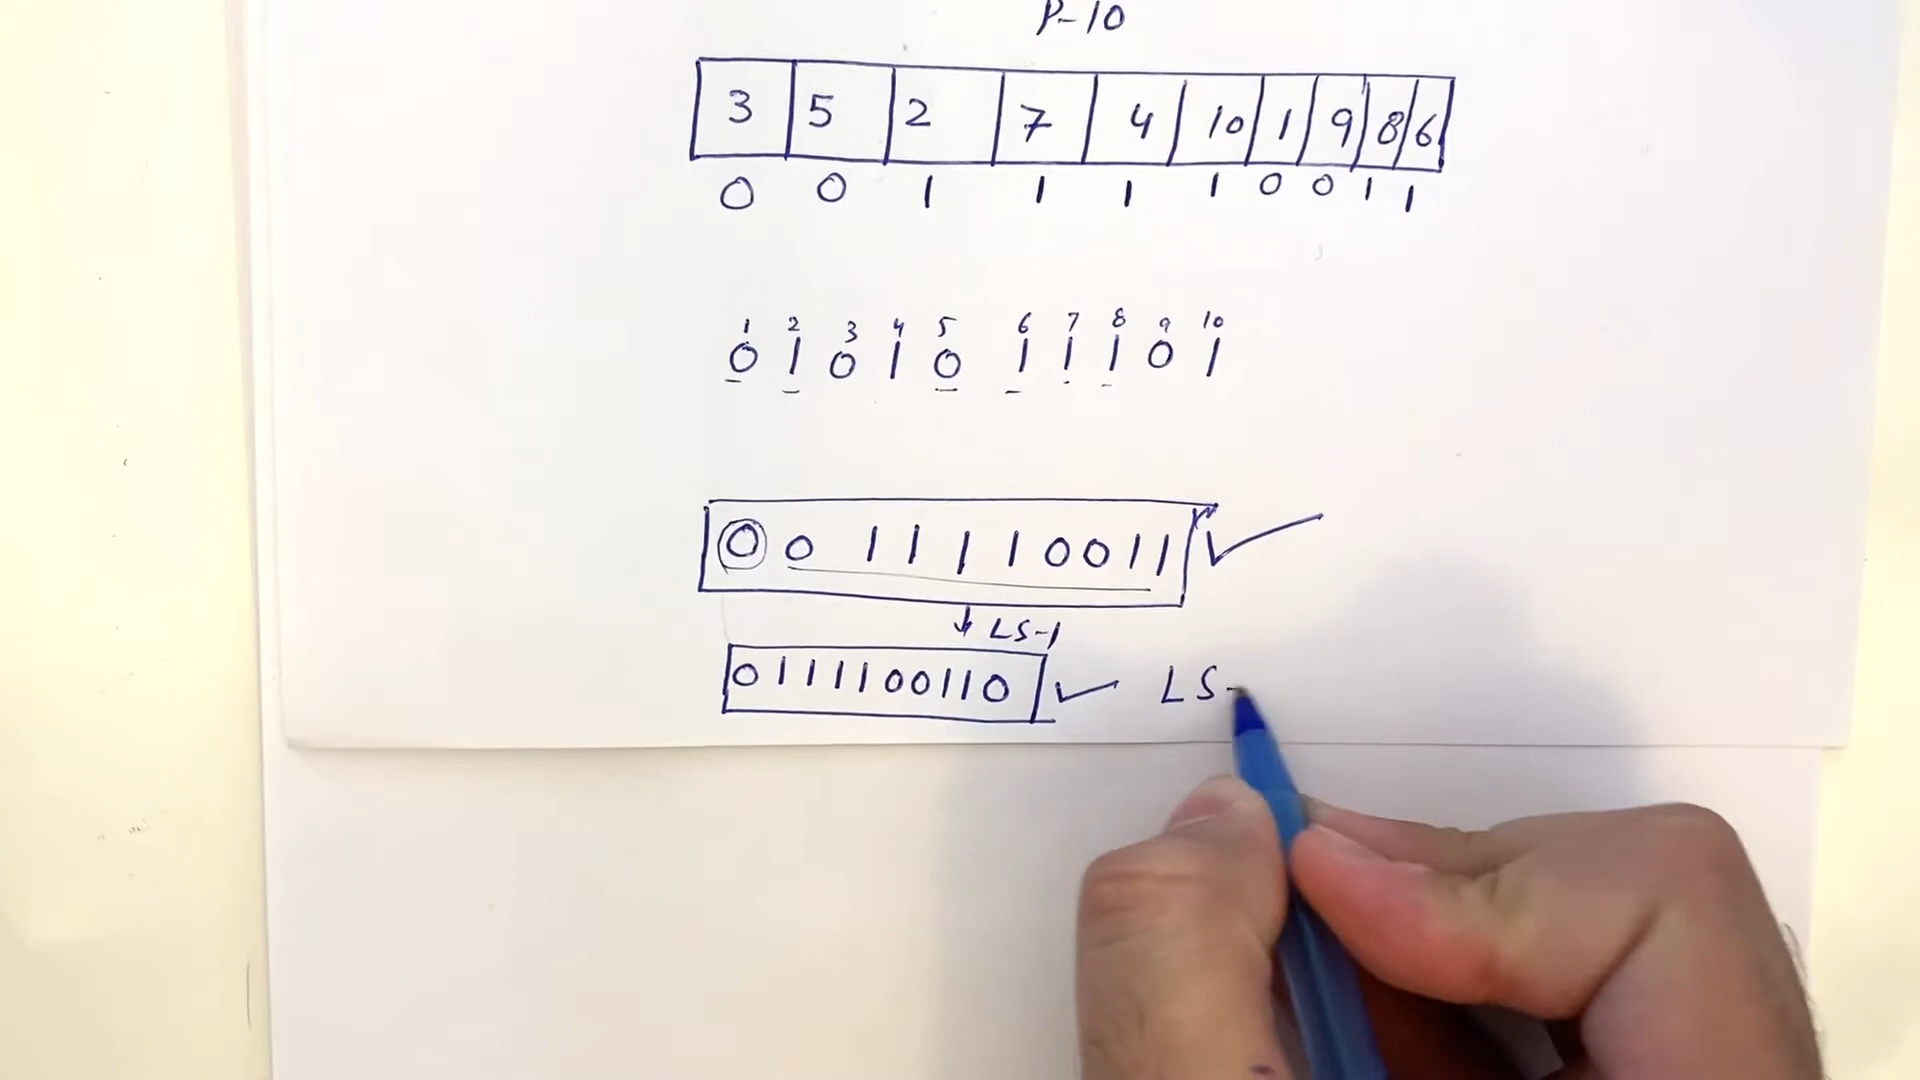 P-10
3 5 2 7 4 10 1 9 8 6
0 0 1 1 1 1 0 0 1 1
1 2 3 4 5 6 7 8 9 10
0 1 0 1 0 1 1 1 0 1
0 0 1 1 1 1 0 0 1 1
LS-1
0 1 1 1 1 0 0 1 1 0 LS-